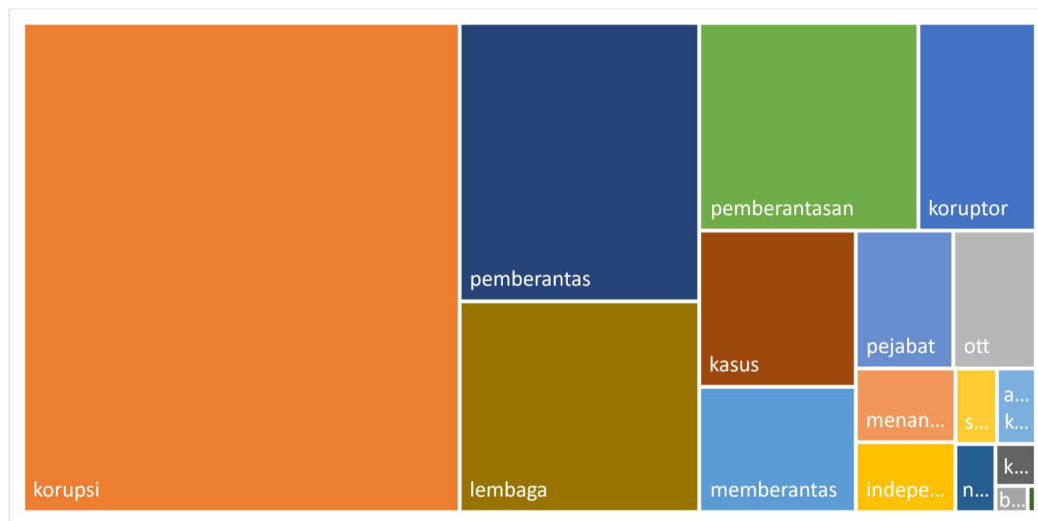 korupsi
pemberantas
lembaga
pemberantasan
koruptor
kasus
memberantas
pejabat
ott
menan...
indepe...
s...
a...
k...
n...
k...
b...